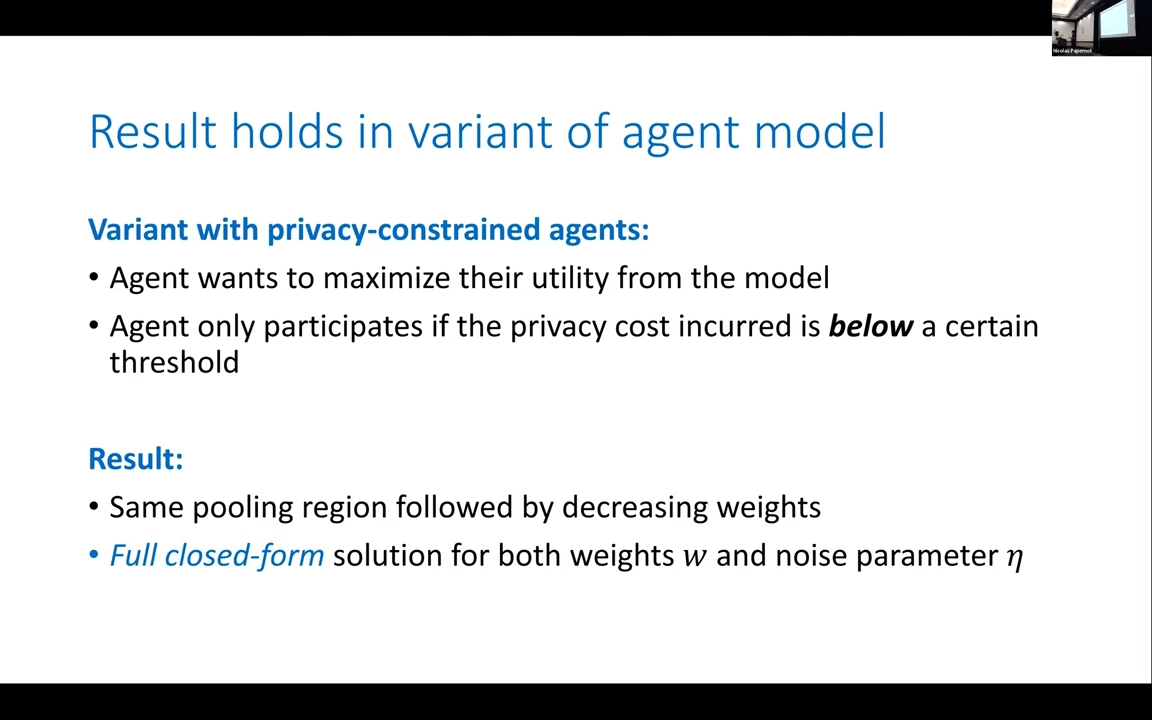 Nicolas Papernot
Result holds in variant of agent model
Variant with privacy-constrained agents:
• Agent wants to maximize their utility from the model
• Agent only participates if the privacy cost incurred is below a certain
threshold
Result:
• Same pooling region followed by decreasing weights
• Full closed-form solution for both weights w and noise parameter η